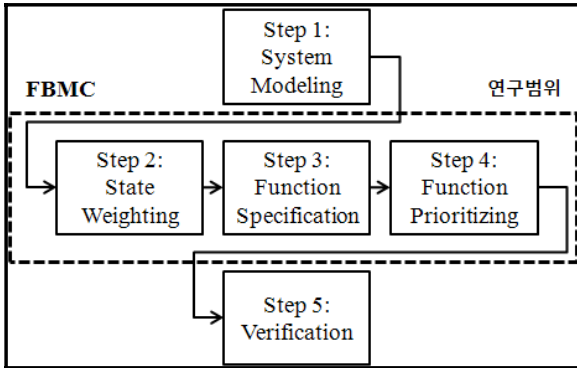 Step 1:
System
Modeling
FBMC
연구범위
Step 2:
State
Weighting
Step 3:
Function
Specification
Step 4:
Function
Prioritizing
Step 5:
Verification